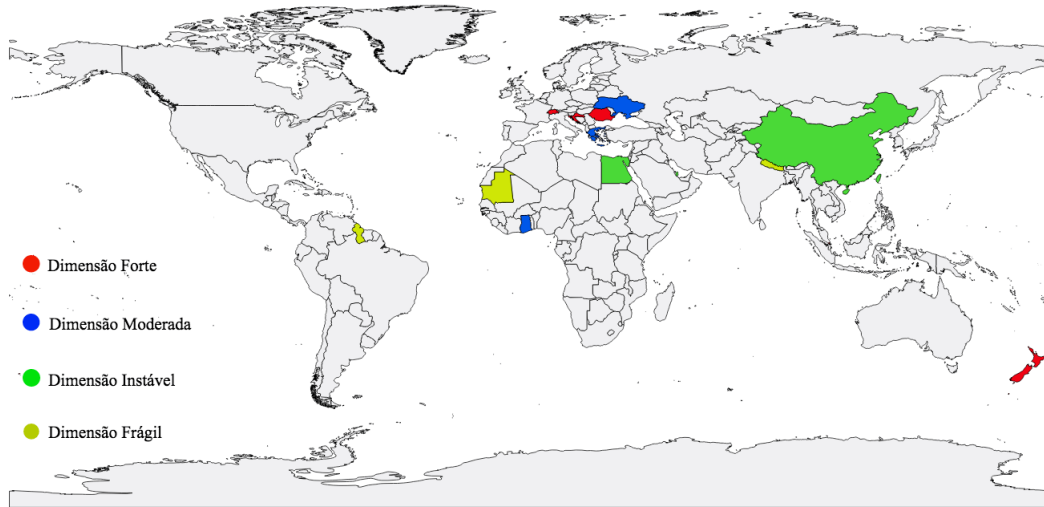 Dimensão Forte
Dimensão Moderada
Dimensão Instável
Dimensão Frágil